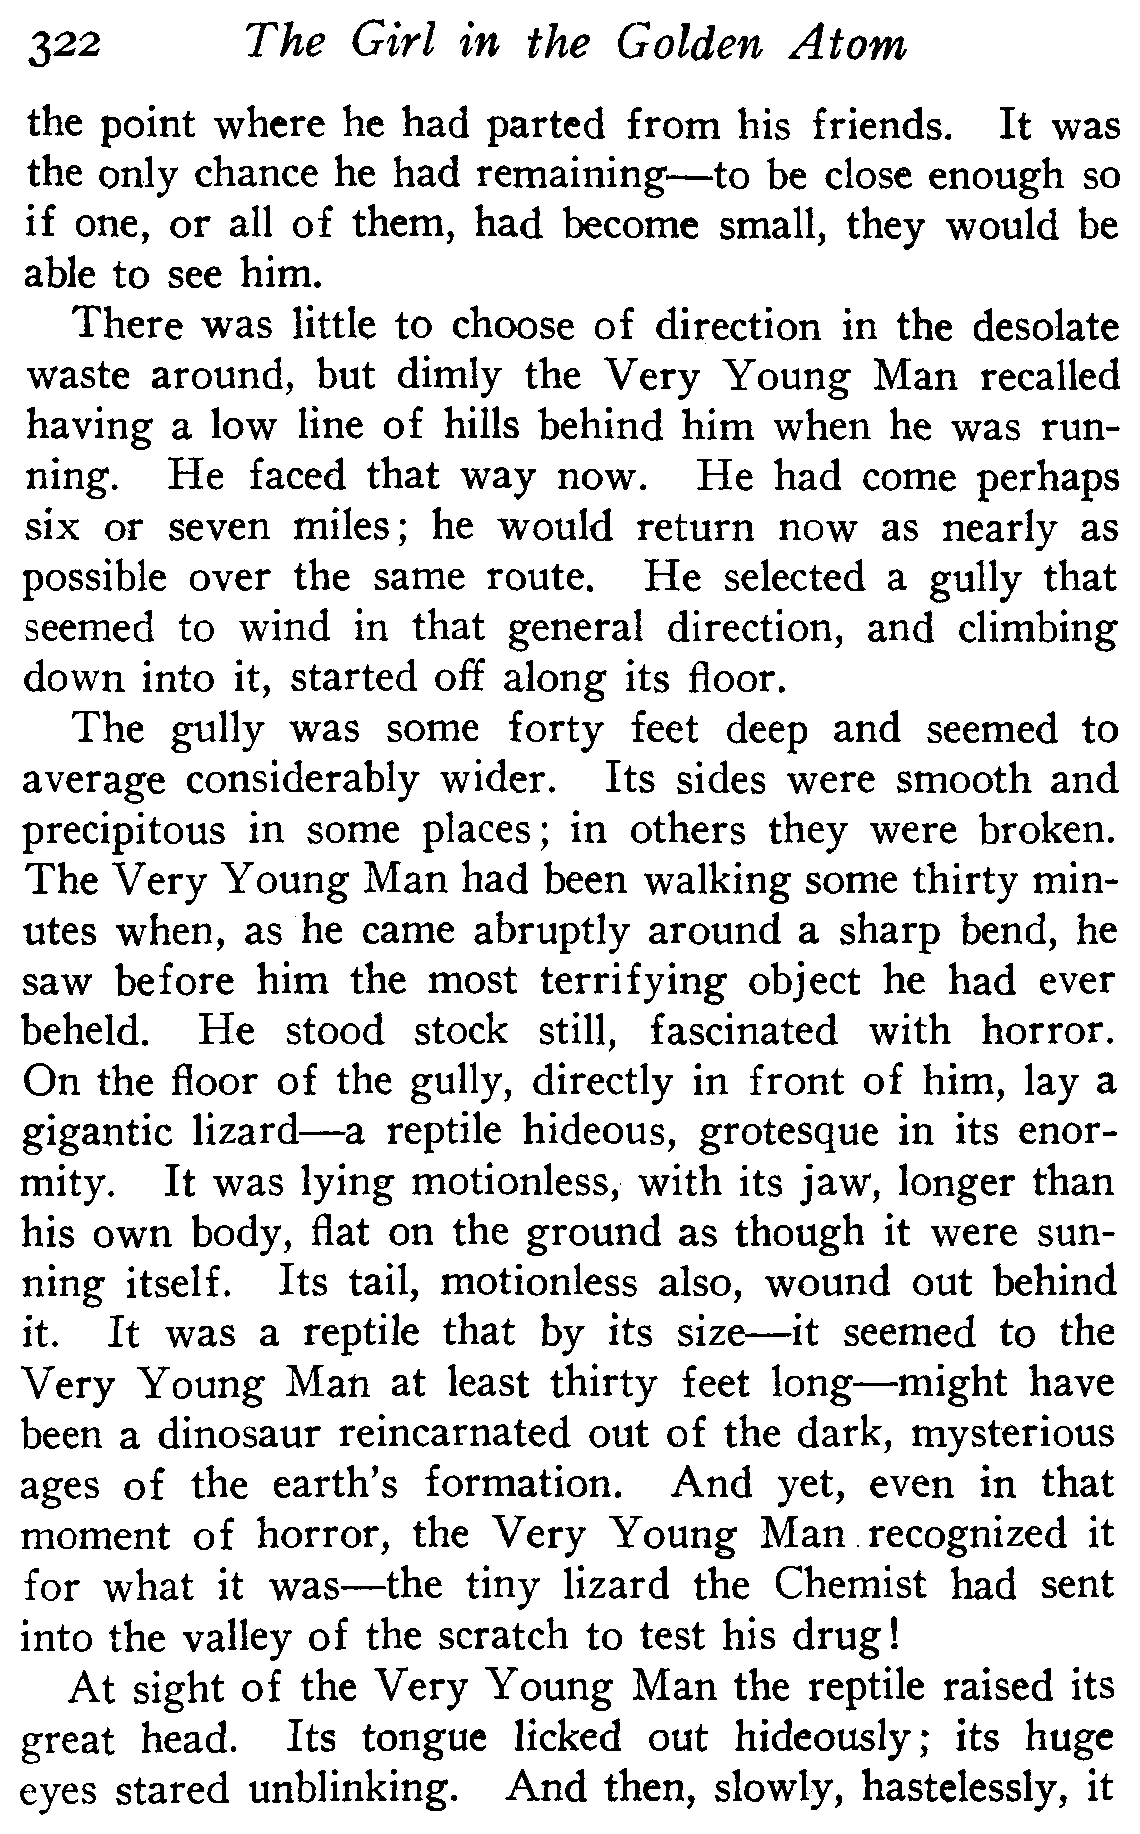 322 The Girl in the Golden Atom
the point where he had parted from his friends. It was
the only chance he had remaining—to be close enough so
if one, or all of them, had become small, they would be
able to see him.
There was little to choose of direction in the desolate
waste around, but dimly the Very Young Man recalled
having a low line of hills behind him when he was run-
ning. He faced that way now. He had come perhaps
six or seven miles; he would return now as nearly as
possible over the same route. He selected a gully that
seemed to wind in that general direction, and climbing
down into it, started off along its floor.
The gully was some forty feet deep and seemed to
average considerably wider. Its sides were smooth and
precipitous in some places; in others they were broken.
The Very Young Man had been walking some thirty min-
utes when, as he came abruptly around a sharp bend, he
saw before him the most terrifying object he had ever
beheld. He stood stock still, fascinated with horror.
On the floor of the gully, directly in front of him, lay a
gigantic lizard—a reptile hideous, grotesque in its enor-
mity. It was lying motionless, with its jaw, longer than
his own body, flat on the ground as though it were sun-
ning itself. Its tail, motionless also, wound out behind
it. It was a reptile that by its size—it seemed to the
Very Young Man at least thirty feet long—might have
been a dinosaur reincarnated out of the dark, mysterious
ages of the earth's formation. And yet, even in that
moment of horror, the Very Young Man recognized it
for what it was—the tiny lizard the Chemist had sent
into the valley of the scratch to test his drug!
At sight of the Very Young Man the reptile raised its
great head. Its tongue licked out hideously; its huge
eyes stared unblinking. And then, slowly, hastelessly, it